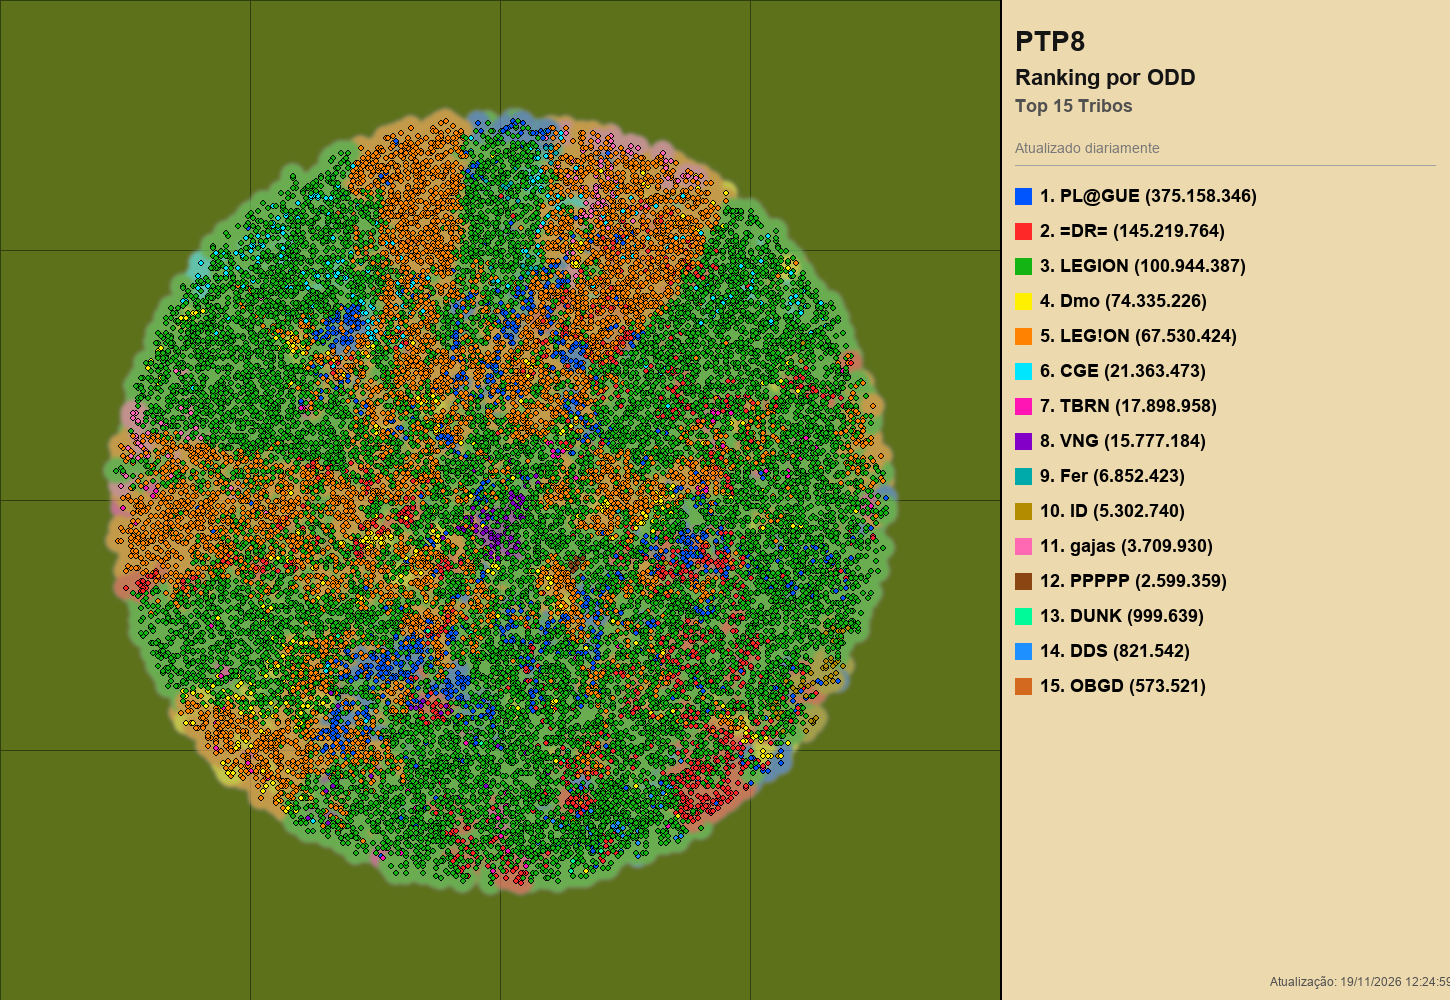 PTP8
Ranking por ODD
Top 15 Tribos
Atualizado diariamente
1. PL@GUE (375.158.346)
2. =DR= (145.219.764)
3. LEGION (100.944.387)
4. Dmo (74.335.226)
5. LEG!ON (67.530.424)
6. CGE (21.363.473)
7. TBRN (17.898.958)
8. VNG (15.777.184)
9. Fer (6.852.423)
10. ID (5.302.740)
11. gajas (3.709.930)
12. PPPPP (2.599.359)
13. DUNK (999.639)
14. DDS (821.542)
15. OBGD (573.521)
Atualização: 19/11/2026 12:24:59